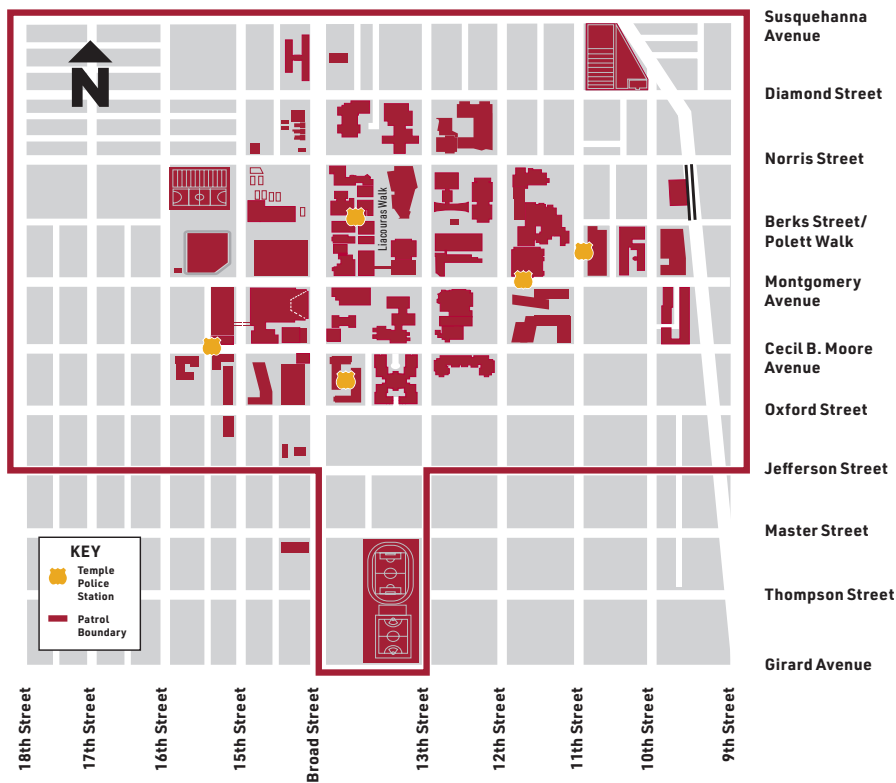 Susquehanna
Avenue
N
Diamond Street
Norris Street
Liacouras Walk
Berks Street/
Polett Walk
Montgomery
Avenue
Cecil B. Moore
Avenue
Oxford Street
Jefferson Street
Master Street
KEY
Temple
Police
Station
Patrol
Boundary
Thompson Street
Girard Avenue
18th Street
17th Street
16th Street
15th Street
Broad Street
13th Street
12th Street
11th Street
10th Street
9th Street